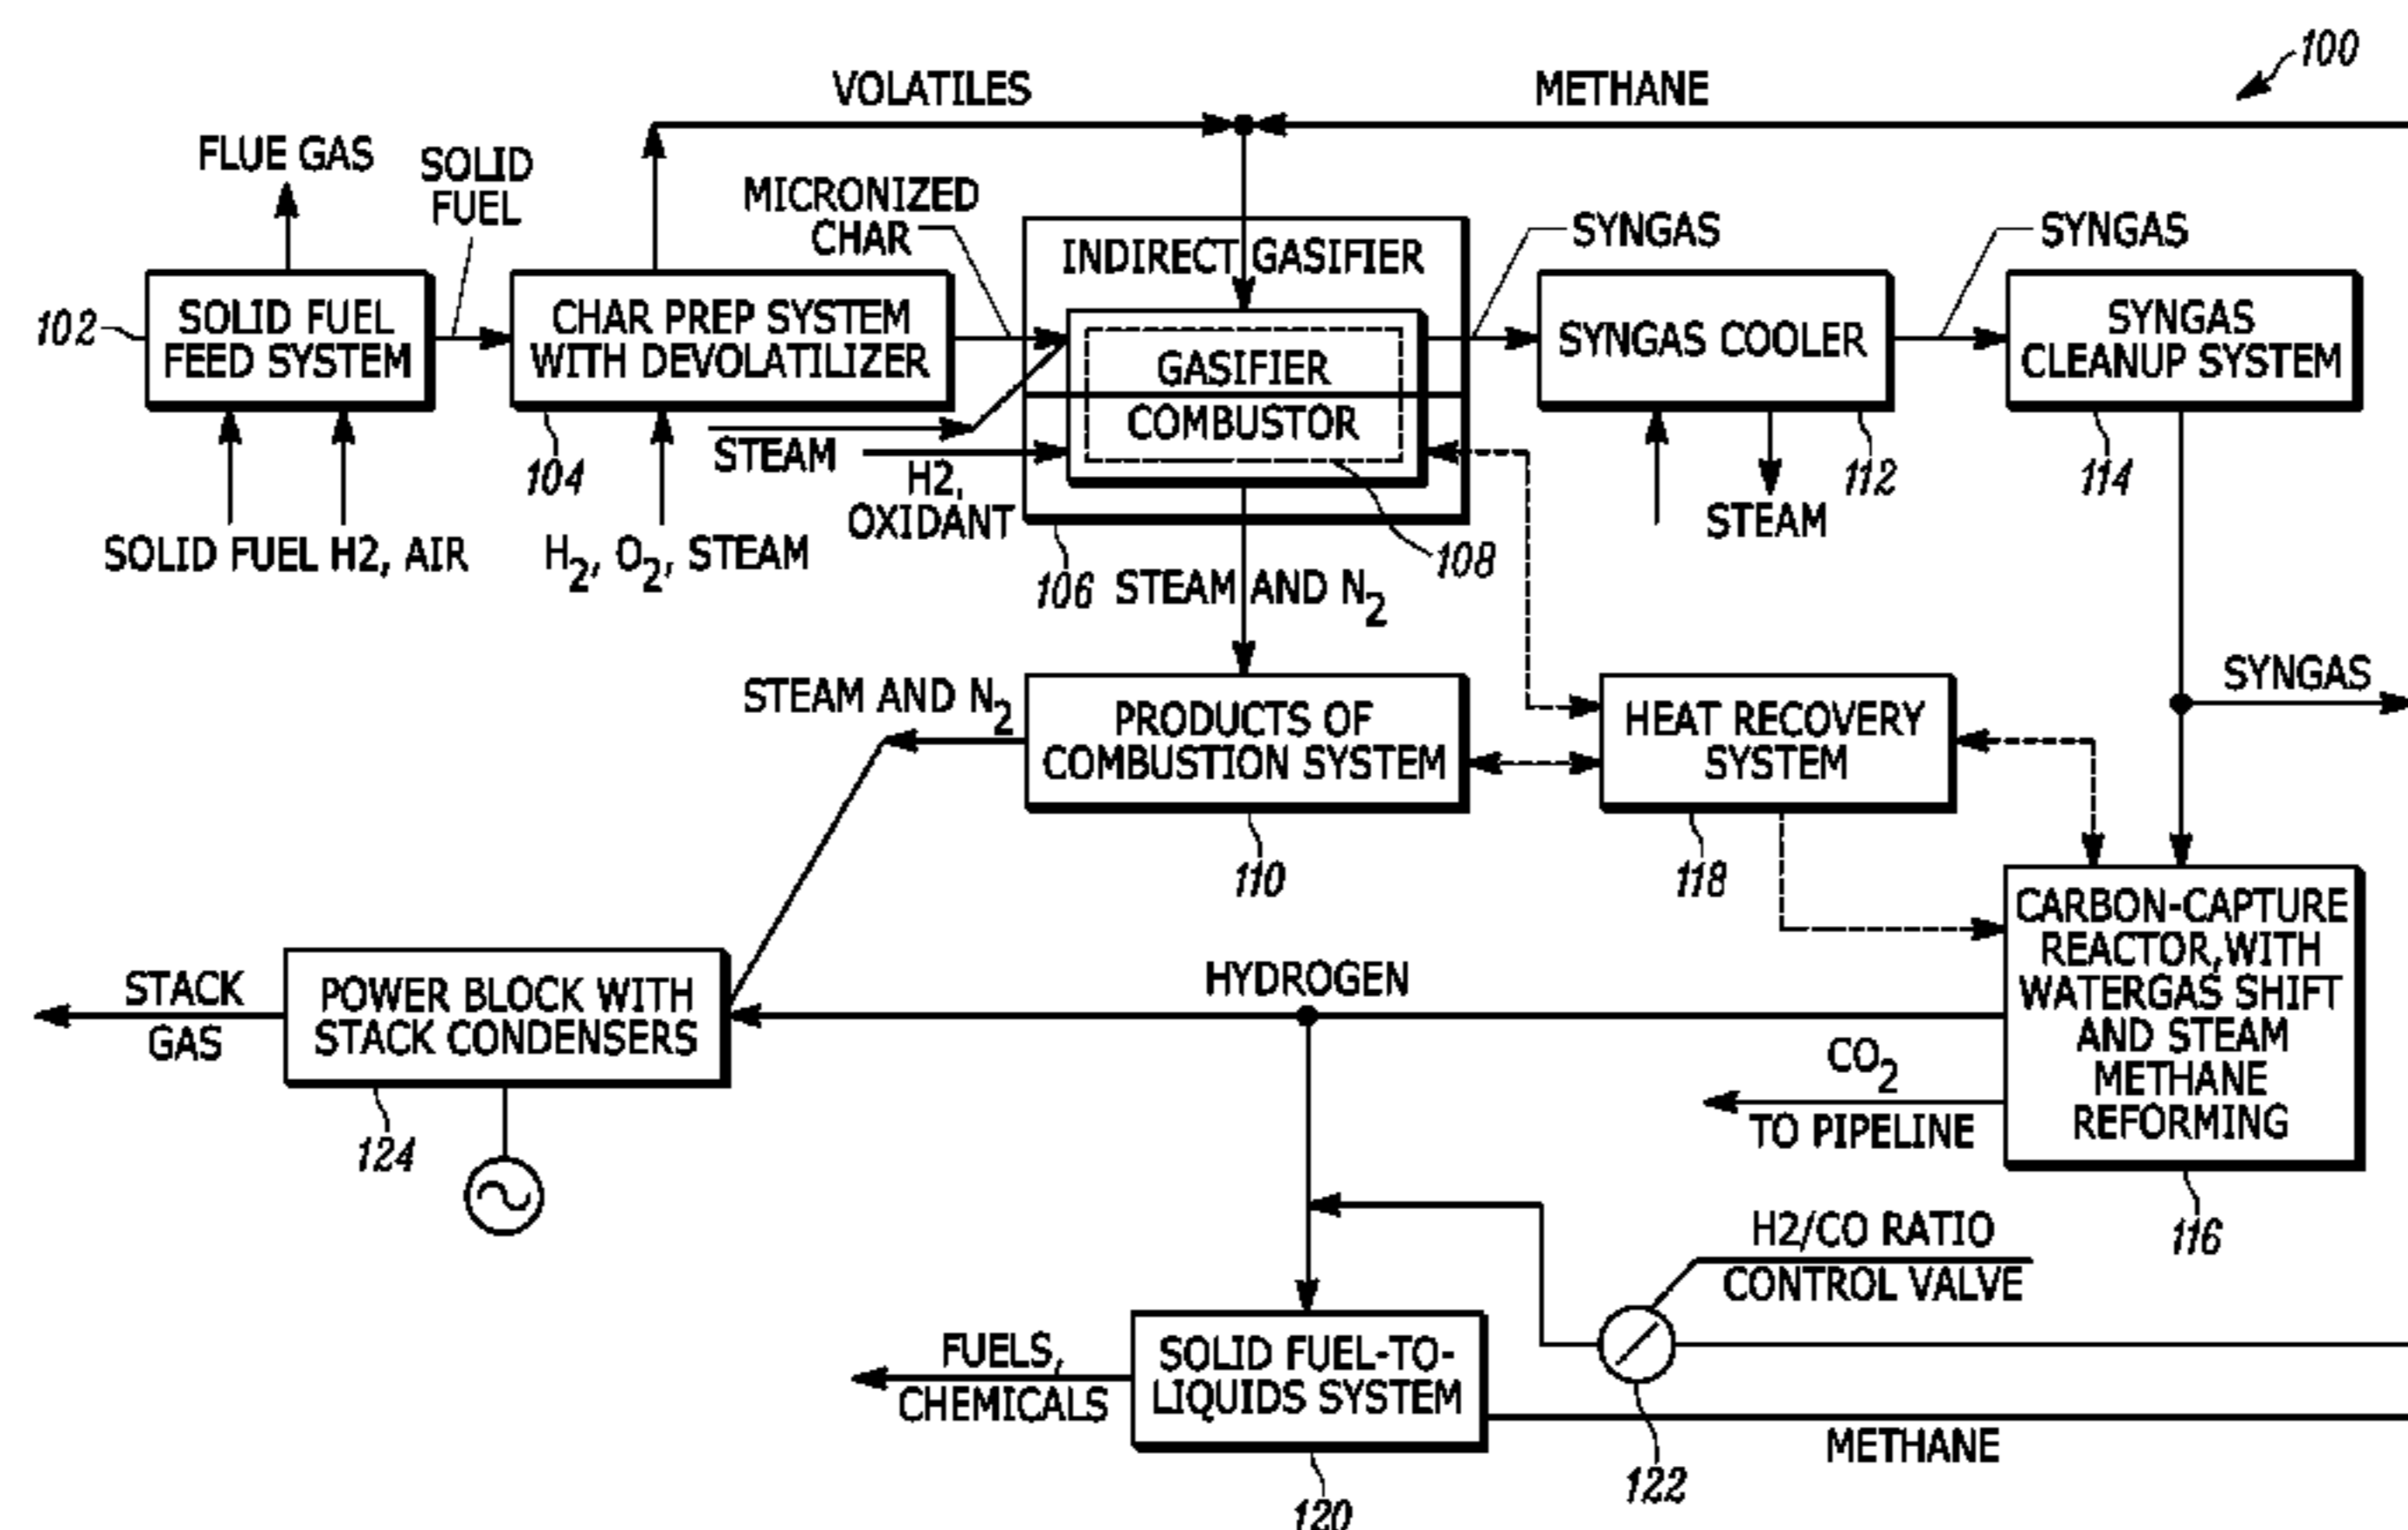 100
VOLATILES
METHANE
FLUE GAS
SOLID
FUEL
MICRONIZED
CHAR
INDIRECT GASIFIER
SYNGAS
SYNGAS
102
SOLID FUEL
FEED SYSTEM
CHAR PREP SYSTEM
WITH DEVOLATILIZER
GASIFIER
COMBUSTOR
SYNGAS COOLER
SYNGAS
CLEANUP SYSTEM
104
STEAM
H2,
OXIDANT
STEAM
112
114
SOLID FUEL H2, AIR
H2, O2, STEAM
106
108
STEAM AND N2
STEAM AND N2
PRODUCTS OF
COMBUSTION SYSTEM
HEAT RECOVERY
SYSTEM
SYNGAS
110
118
CARBON-CAPTURE
REACTOR,WITH
WATERGAS SHIFT
AND STEAM
METHANE
REFORMING
STACK
GAS
POWER BLOCK WITH
STACK CONDENSERS
HYDROGEN
CO2
TO PIPELINE
124
116
H2/CO RATIO
CONTROL VALVE
FUELS,
CHEMICALS
SOLID FUEL-TO-
LIQUIDS SYSTEM
METHANE
122
120